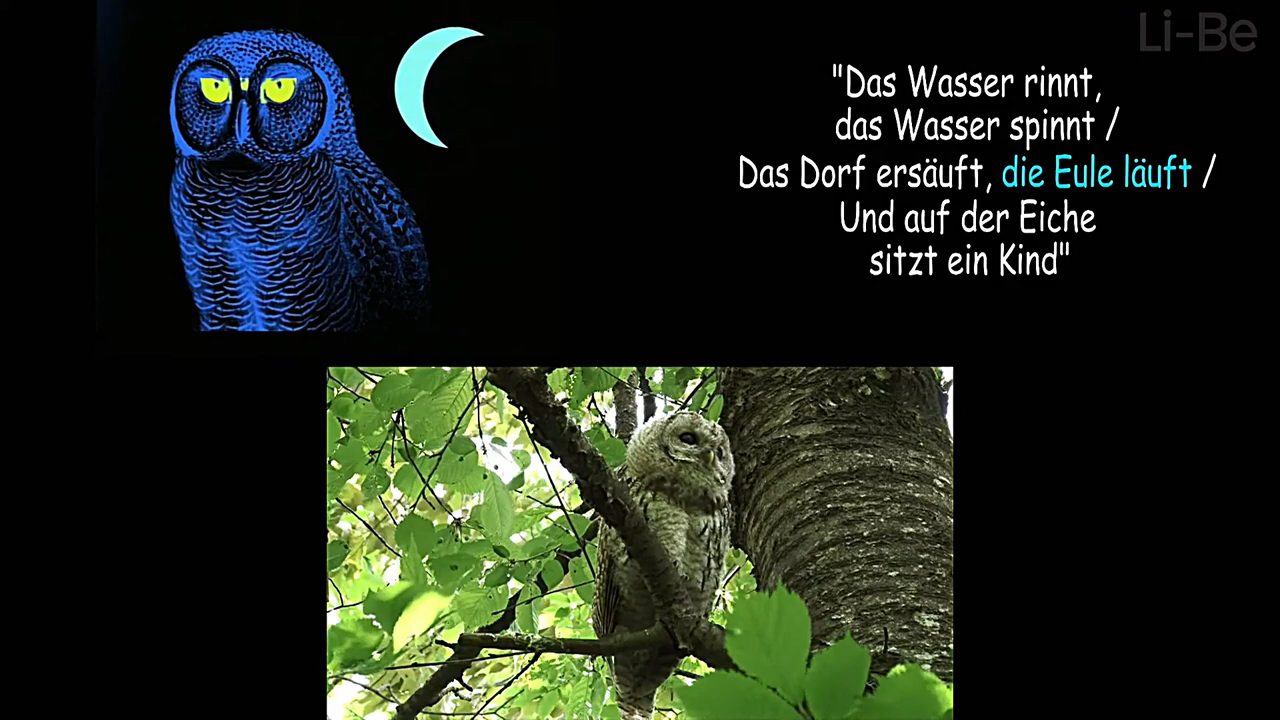 Li-Be
"Das Wasser rinnt,
das Wasser spinnt /
Das Dorf ersäuft, die Eule läuft /
Und auf der Eiche
sitzt ein Kind"